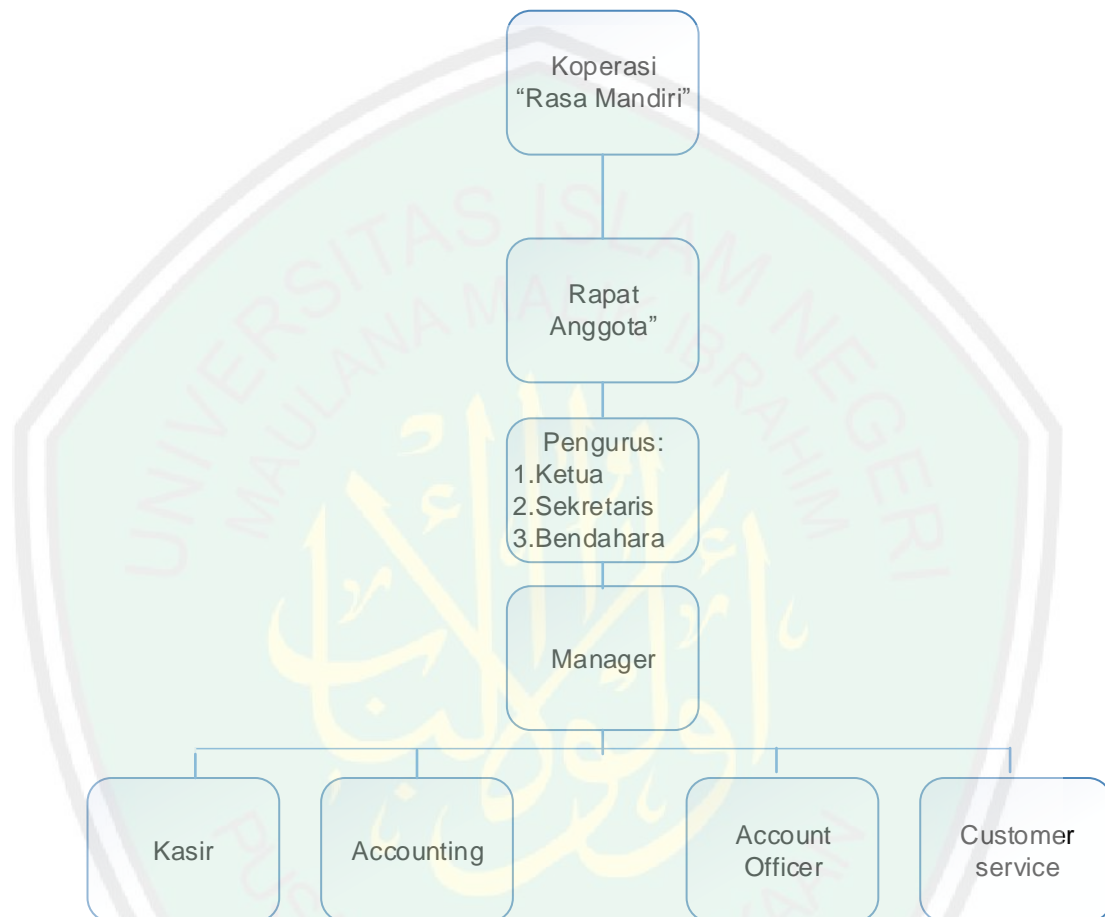 Koperasi
“Rasa Mandiri”
Rapat
Anggota”
Pengurus:
1.Ketua
2.Sekretaris
3.Bendahara
Manager
Kasir
Accounting
Account
Officer
Customer
service
UNIVERSITAS ISLAM NEGERI
MAULANA MALIK IBRAHIM